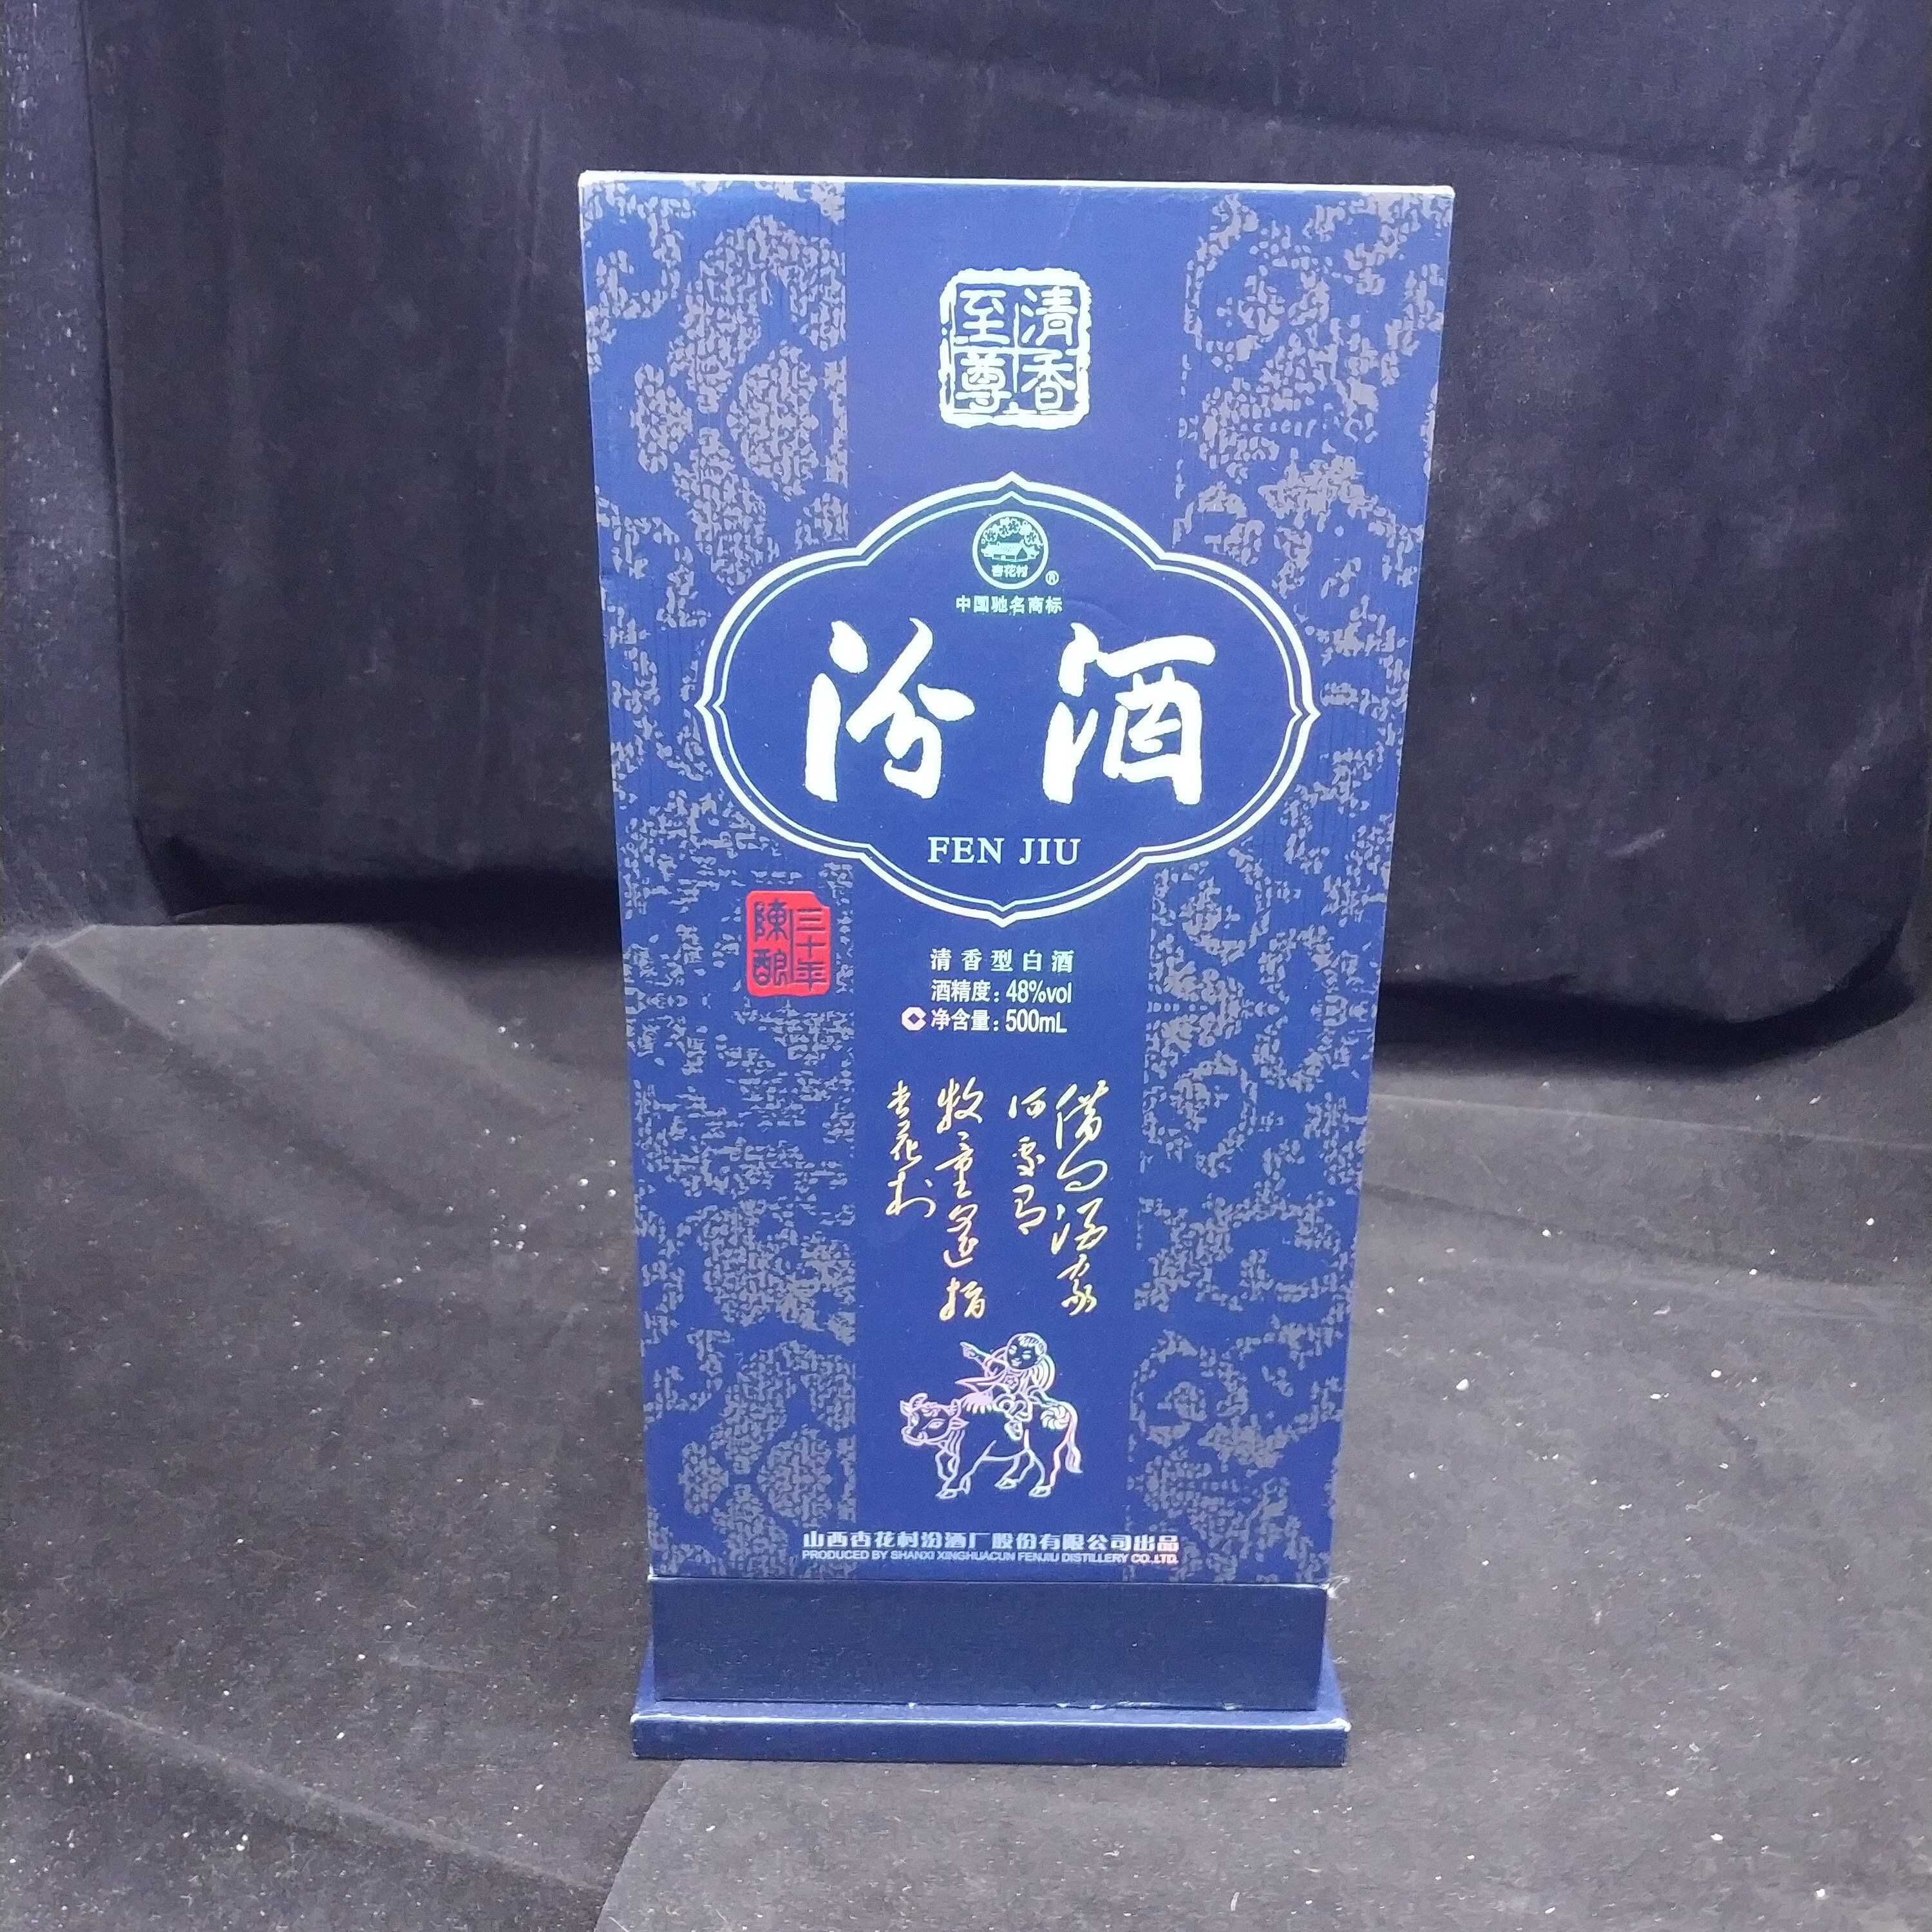 清香
至尊
杏花村
®
中国驰名商标
汾酒
FEN JIU
三十年
陳酿
清香型白酒
酒精度：48%vol
净含量：500mL
借问酒家
何处有
牧童遥指
杏花村
山西杏花村汾酒厂股份有限公司出品
PRODUCED BY SHANXI XINGHUACUN FENJIU DISTILLERY CO.,LTD.